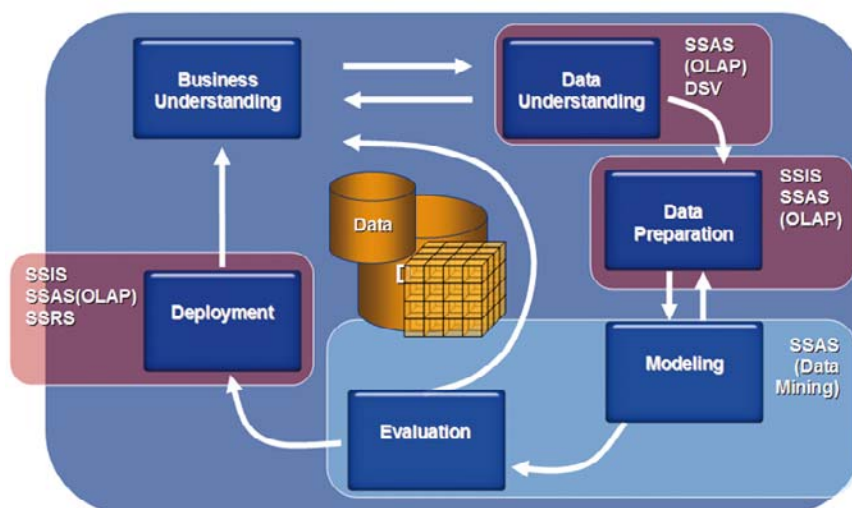 Business
Understanding
Data
Understanding
SSAS
(OLAP)
DSV
Data
Preparation
SSIS
SSAS
(OLAP)
Data
SSIS
SSAS(OLAP)
SSRS
Deployment
Modeling
SSAS
(Data
Mining)
Evaluation